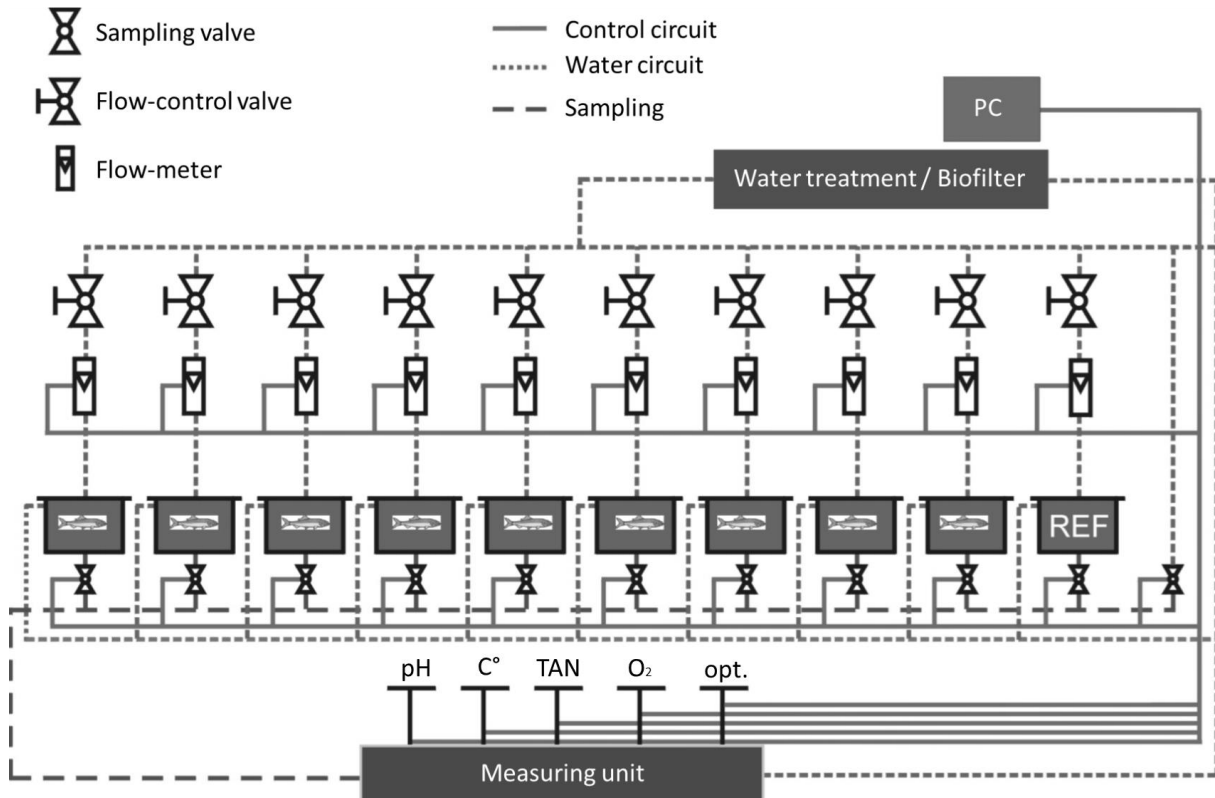 Sampling valve
Flow-control valve
Flow-meter
Control circuit
Water circuit
Sampling
PC
Water treatment / Biofilter
REF
pH C° TAN O₂ opt.
Measuring unit